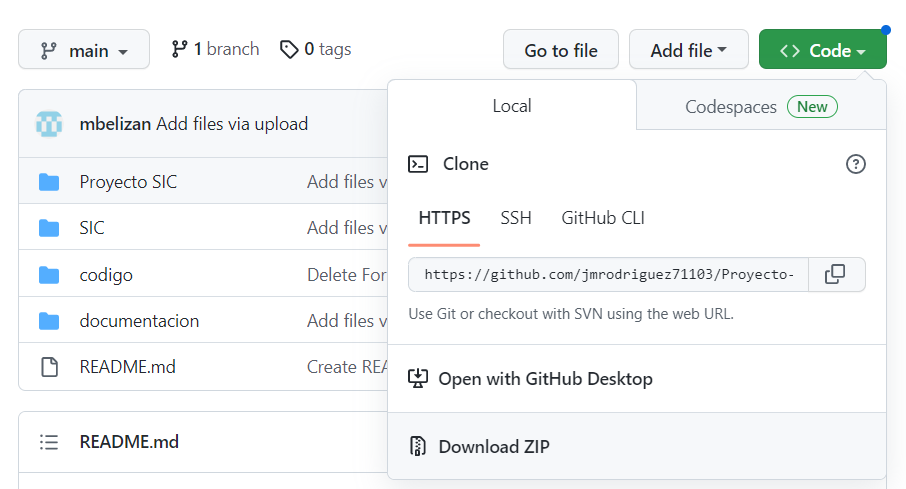 main 1 branch 0 tags Go to file Add file <> Code
mbelizan Add files via upload
Local Codespaces New
Clone
Proyecto SIC Add files v
HTTPS SSH GitHub CLI
SIC Add files v
codigo Delete For
https://github.com/jmrodriguez71103/Proyecto-
Use Git or checkout with SVN using the web URL.
documentacion Add files v
README.md Create REA
Open with GitHub Desktop
README.md
Download ZIP